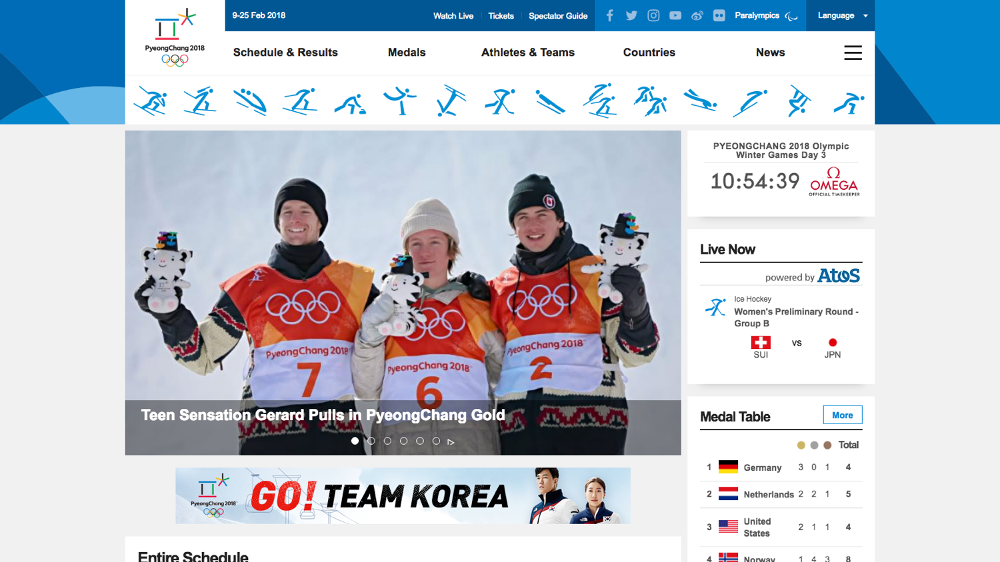 PyeongChang 2018
9-25 Feb 2018
Watch Live
Tickets
Spectator Guide
Paralympics
Language
Schedule & Results
Medals
Athletes & Teams
Countries
News
PyeongChang 2018
7
PyeongChang 2018
6
PyeongChang 2018
2
Teen Sensation Gerard Pulls in PyeongChang Gold
PyeongChang 2018
GO! TEAM KOREA
Entire Schedule
PYEONGCHANG 2018 Olympic
Winter Games Day 3
10:54:39
OMEGA
OFFICIAL TIMEKEEPER
Live Now
powered by Atos
Ice Hockey
Women's Preliminary Round -
Group B
VS
SUI
JPN
Medal Table
More
Total
1 Germany 3 0 1 4
2 Netherlands 2 2 1 5
3 United States 2 1 1 4
4 Norway 1 4 3 8